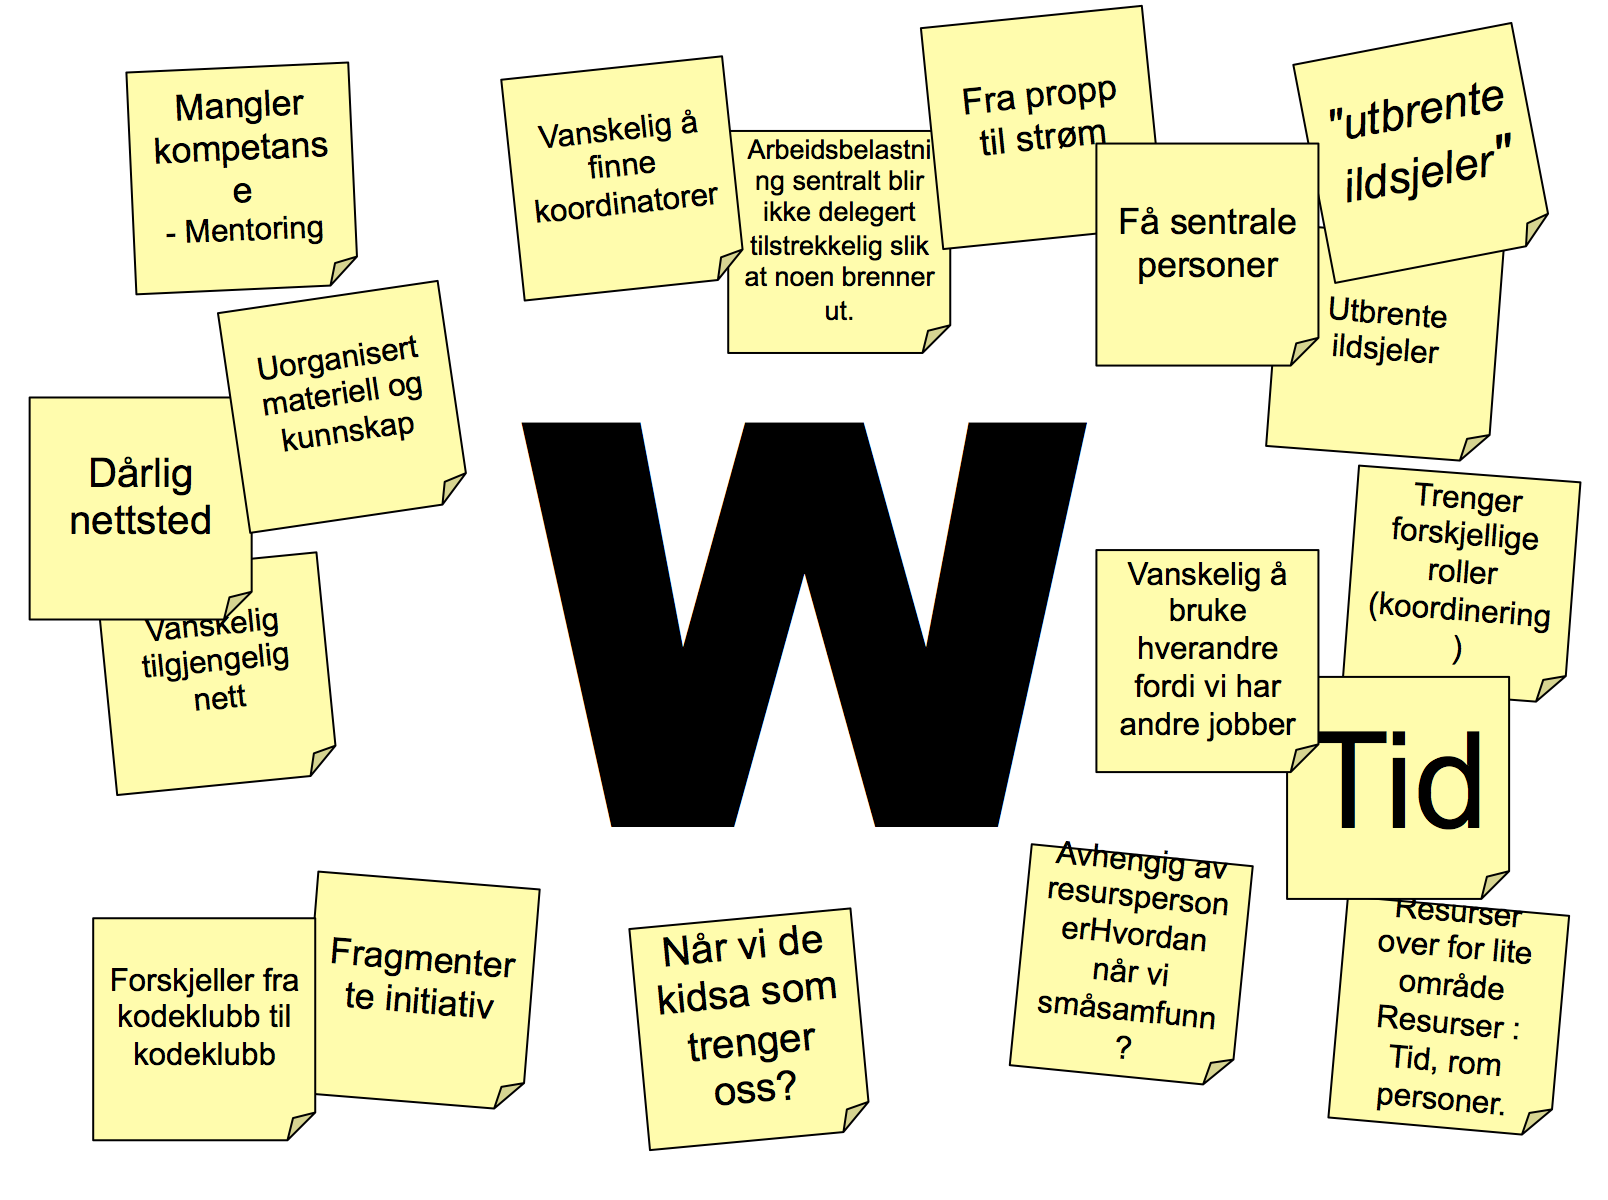 Mangler
kompetans
e
- Mentoring
Vanskelig å
finne
koordinatorer
Arbeidsbelastni
ng sentralt blir
ikke delegert
tilstrekkelig slik
at noen brenner
ut.
Fra propp
til strøm
Få sentrale
personer
"utbrente
ildsjeler"
Utbrente
ildsjeler
Uorganisert
materiell og
kunnskap
Dårlig
nettsted
Vanskelig
tilgjengelig
nett
W
Trenger
forskjellige
roller
(koordinering
)
Vanskelig å
bruke
hverandre
fordi vi har
andre jobber
Tid
Forskjeller fra
kodeklubb til
kodeklubb
Fragmenter
te initiativ
Når vi de
kidsa som
trenger
oss?
Avhengig av
resursperson
erHvordan
når vi
småsamfunn
?
Resurser
over for lite
område
Resurser :
Tid, rom
personer.